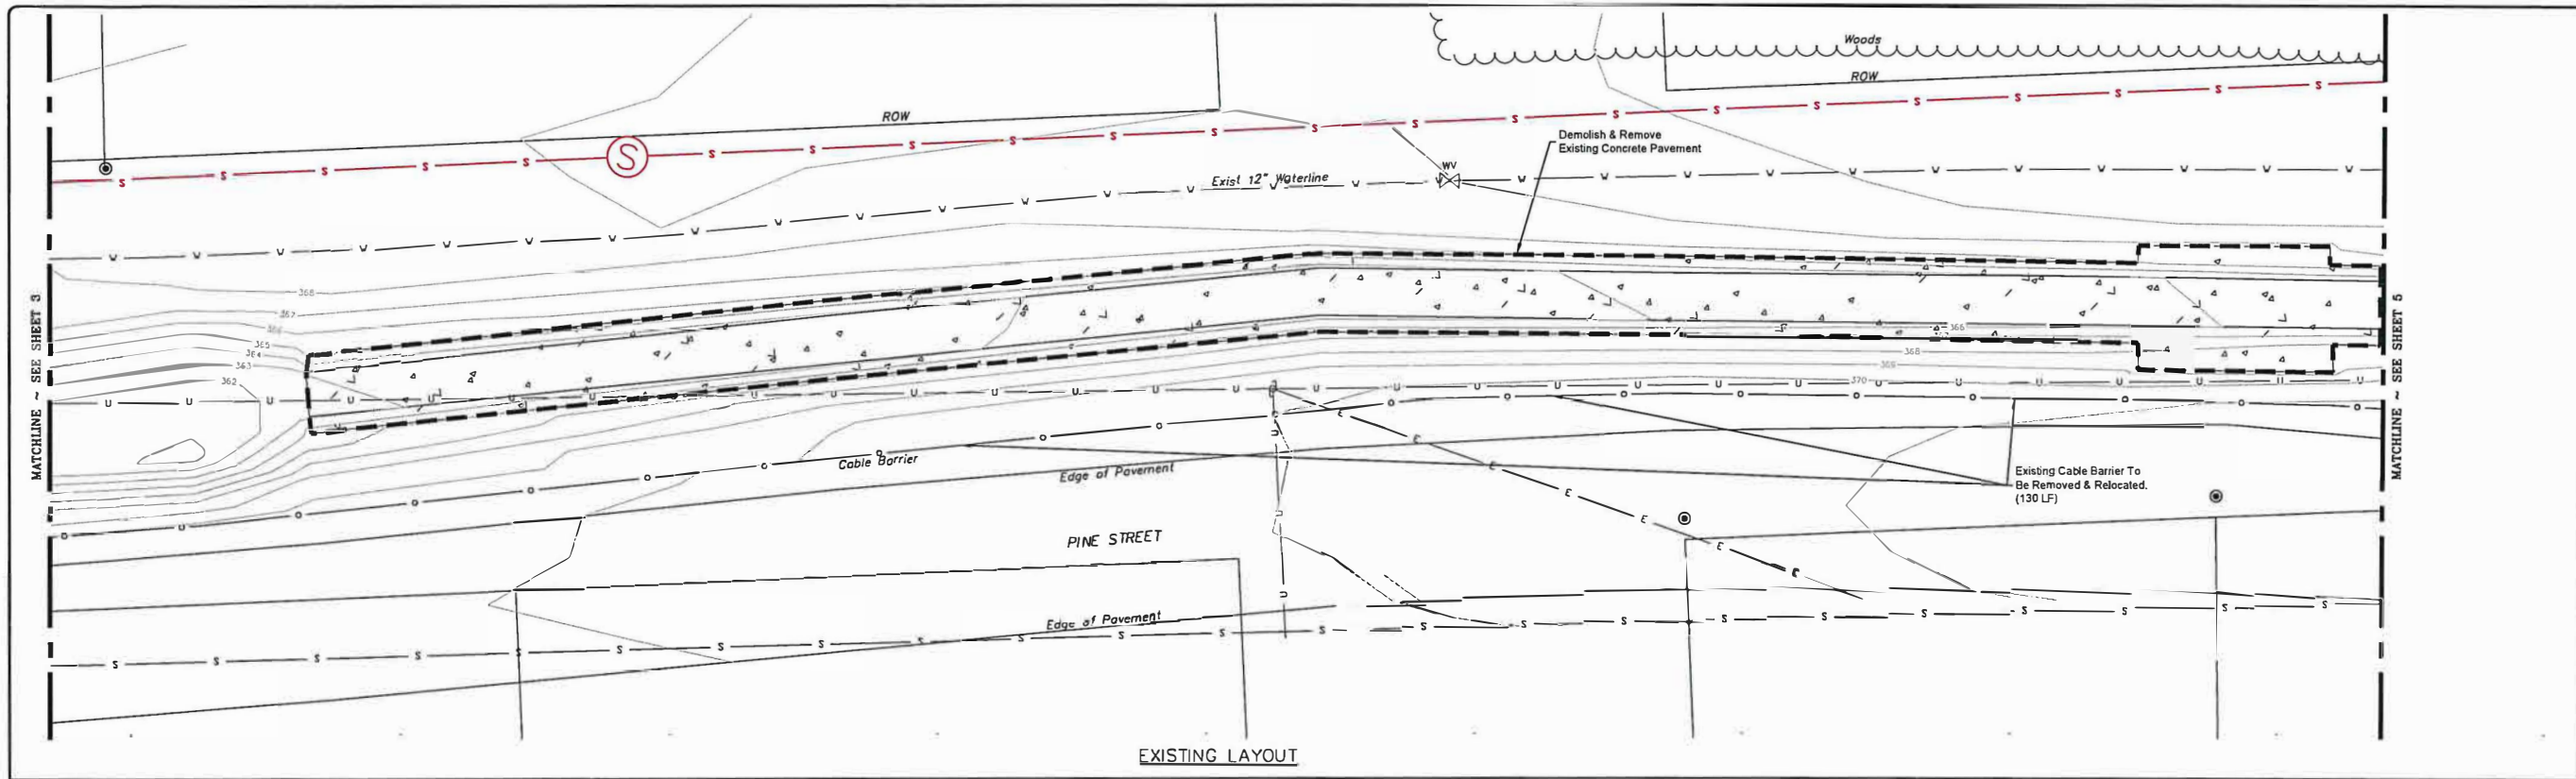 Woods
ROW
ROW
S
Demolish & Remove
Existing Concrete Pavement
WV
Exist 12" Waterline
MATCHLINE ~ SEE SHEET 3
MATCHLINE ~ SEE SHEET 5
368
367
366
365
364
363
362
366
368
369
370
Cable Barrier
Edge of Pavement
Existing Cable Barrier To
Be Removed & Relocated.
(130 LF)
PINE STREET
Edge of Pavement
EXISTING LAYOUT